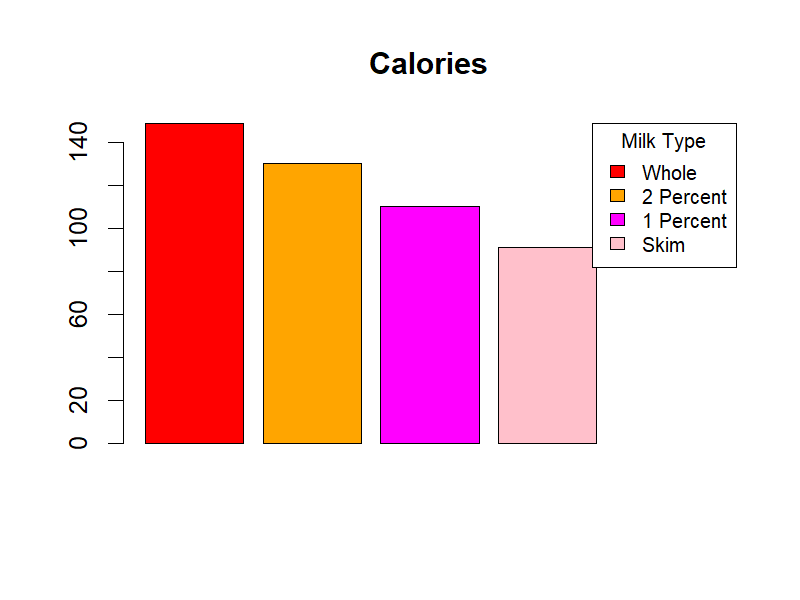 Calories
140
100
60
20
0
Milk Type
Whole
2 Percent
1 Percent
Skim